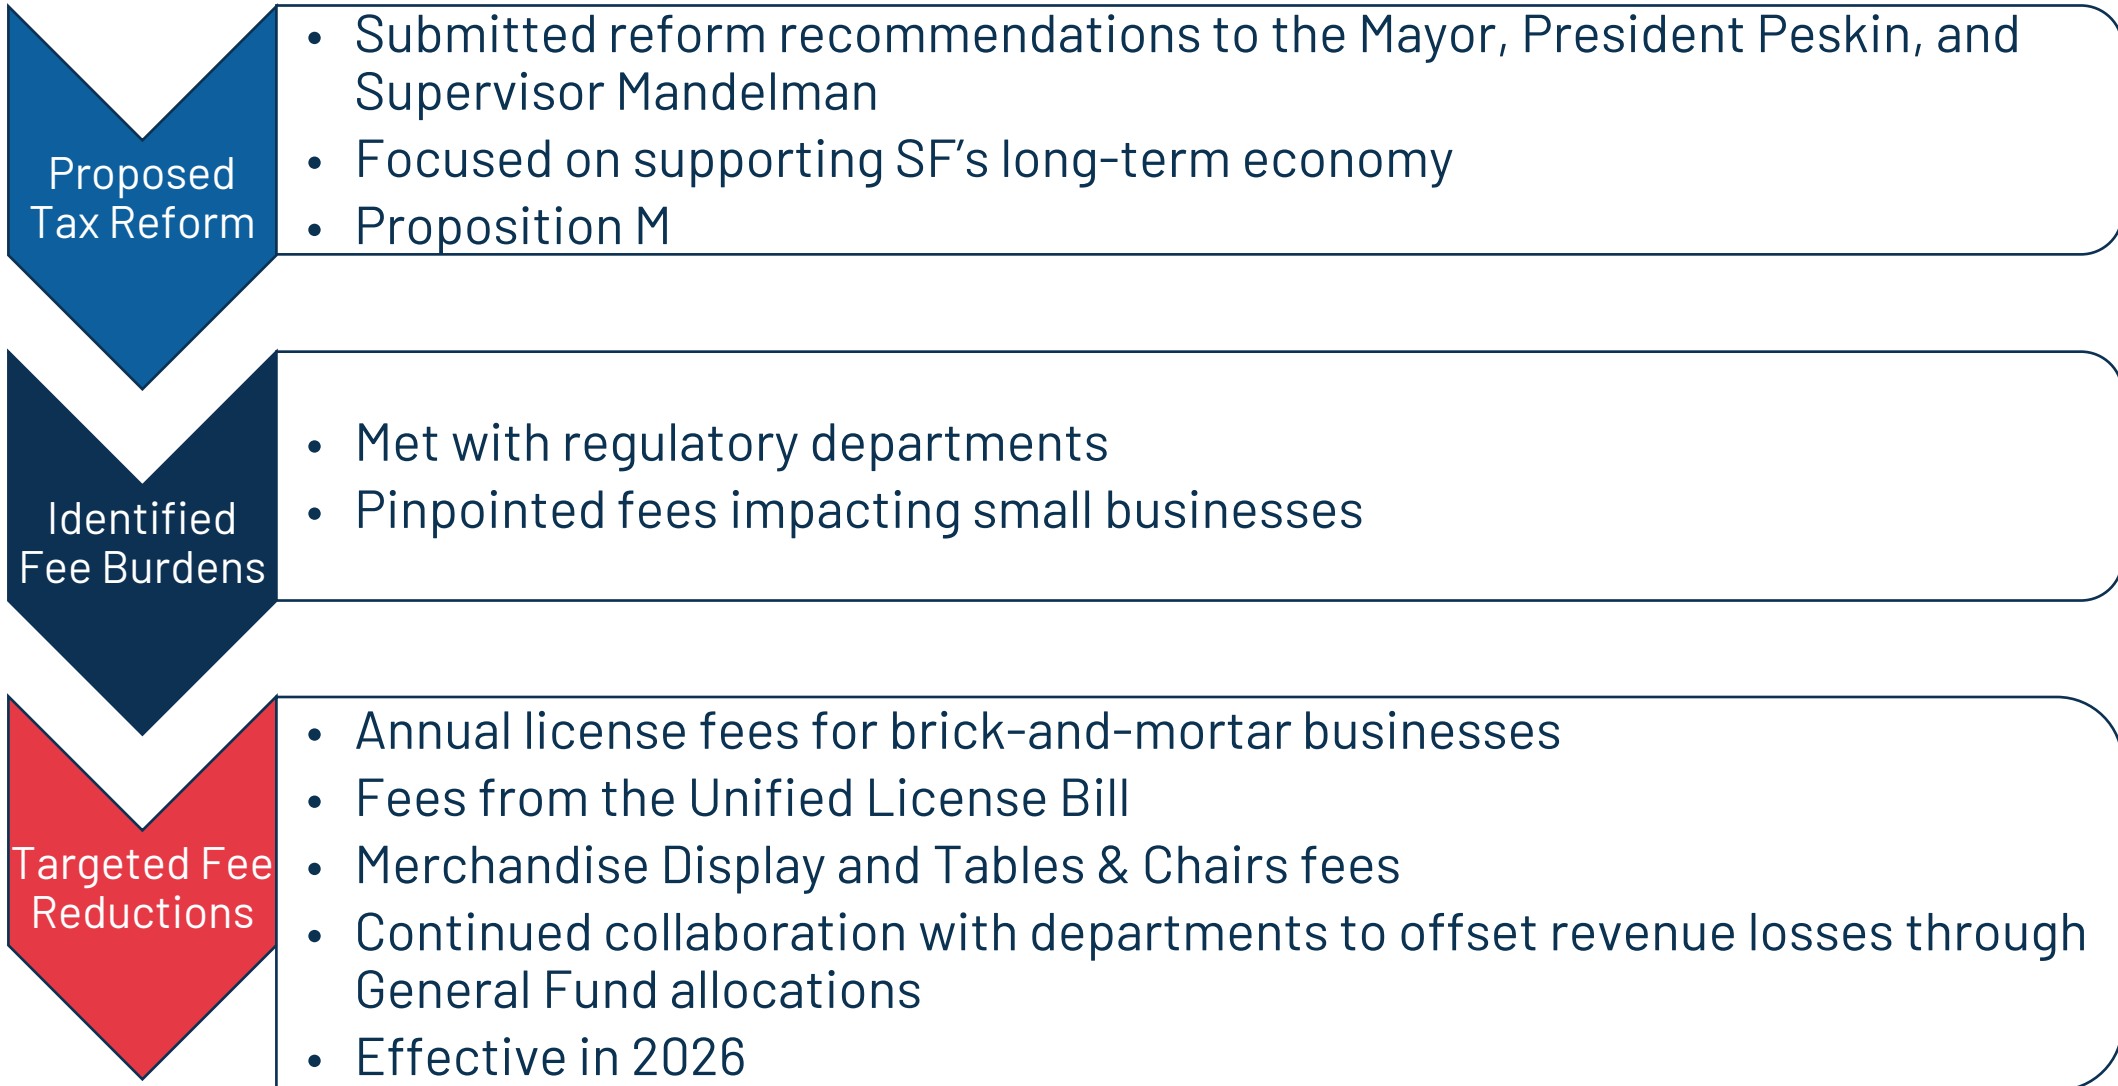 Proposed
Tax Reform
• Submitted reform recommendations to the Mayor, President Peskin, and
Supervisor Mandelman
• Focused on supporting SF’s long-term economy
• Proposition M
Identified
Fee Burdens
• Met with regulatory departments
• Pinpointed fees impacting small businesses
Targeted Fee
Reductions
• Annual license fees for brick-and-mortar businesses
• Fees from the Unified License Bill
• Merchandise Display and Tables & Chairs fees
• Continued collaboration with departments to offset revenue losses through
General Fund allocations
• Effective in 2026